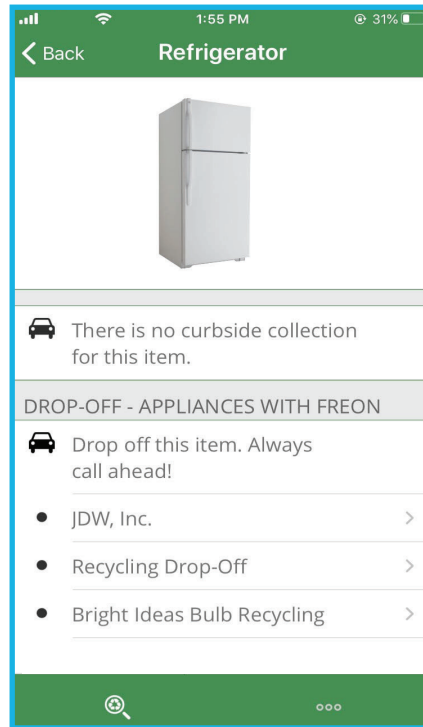 1:55 PM
31%
Back
Refrigerator
There is no curbside collection
for this item.
DROP-OFF - APPLIANCES WITH FREON
Drop off this item. Always
call ahead!
JDW, Inc.
Recycling Drop-Off
Bright Ideas Bulb Recycling